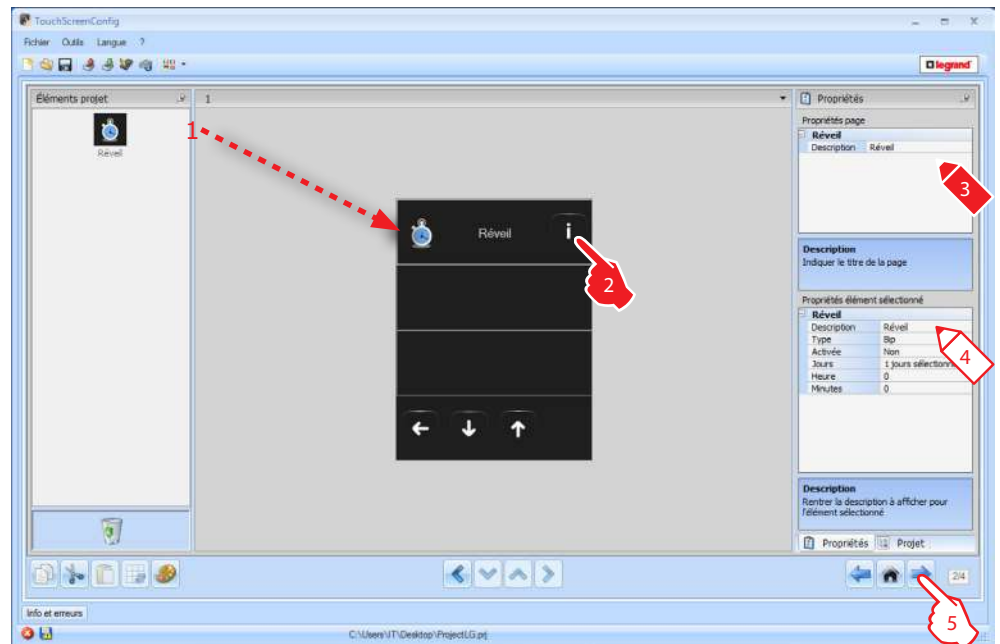 TouchScreenConfig
Fichier Outils Langue ?
legrand
Éléments projet
1
Propriétés
Réveil
1
Propriétés page
Réveil
Description Réveil
3
Réveil
i
2
Description
Indiquer le titre de la page
Propriétés élément sélectionné
Réveil
Description Réveil
Type Bip
Activée Non
Jours 1 jours sélectionn
Heure 0
Minutes 0
4
Description
Rentrer la description à afficher pour
l'élément sélectionné
Propriétés Projet
2/4
5
Info et erreurs
C:\Users\IT\Desktop\ProjectLG.prj